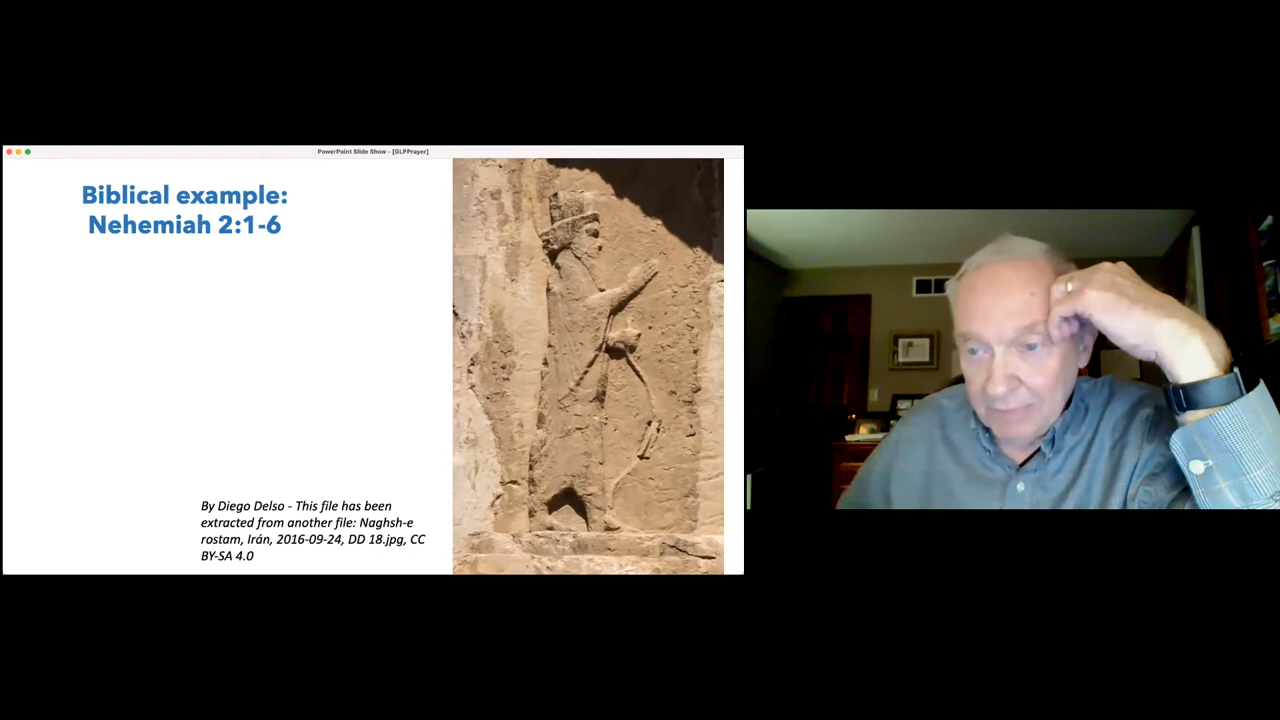 PowerPoint Slide Show - [GLPPrayer]
Biblical example:
Nehemiah 2:1-6
By Diego Delso - This file has been
extracted from another file: Naghsh-e
rostam, Irán, 2016-09-24, DD 18.jpg, CC
BY-SA 4.0